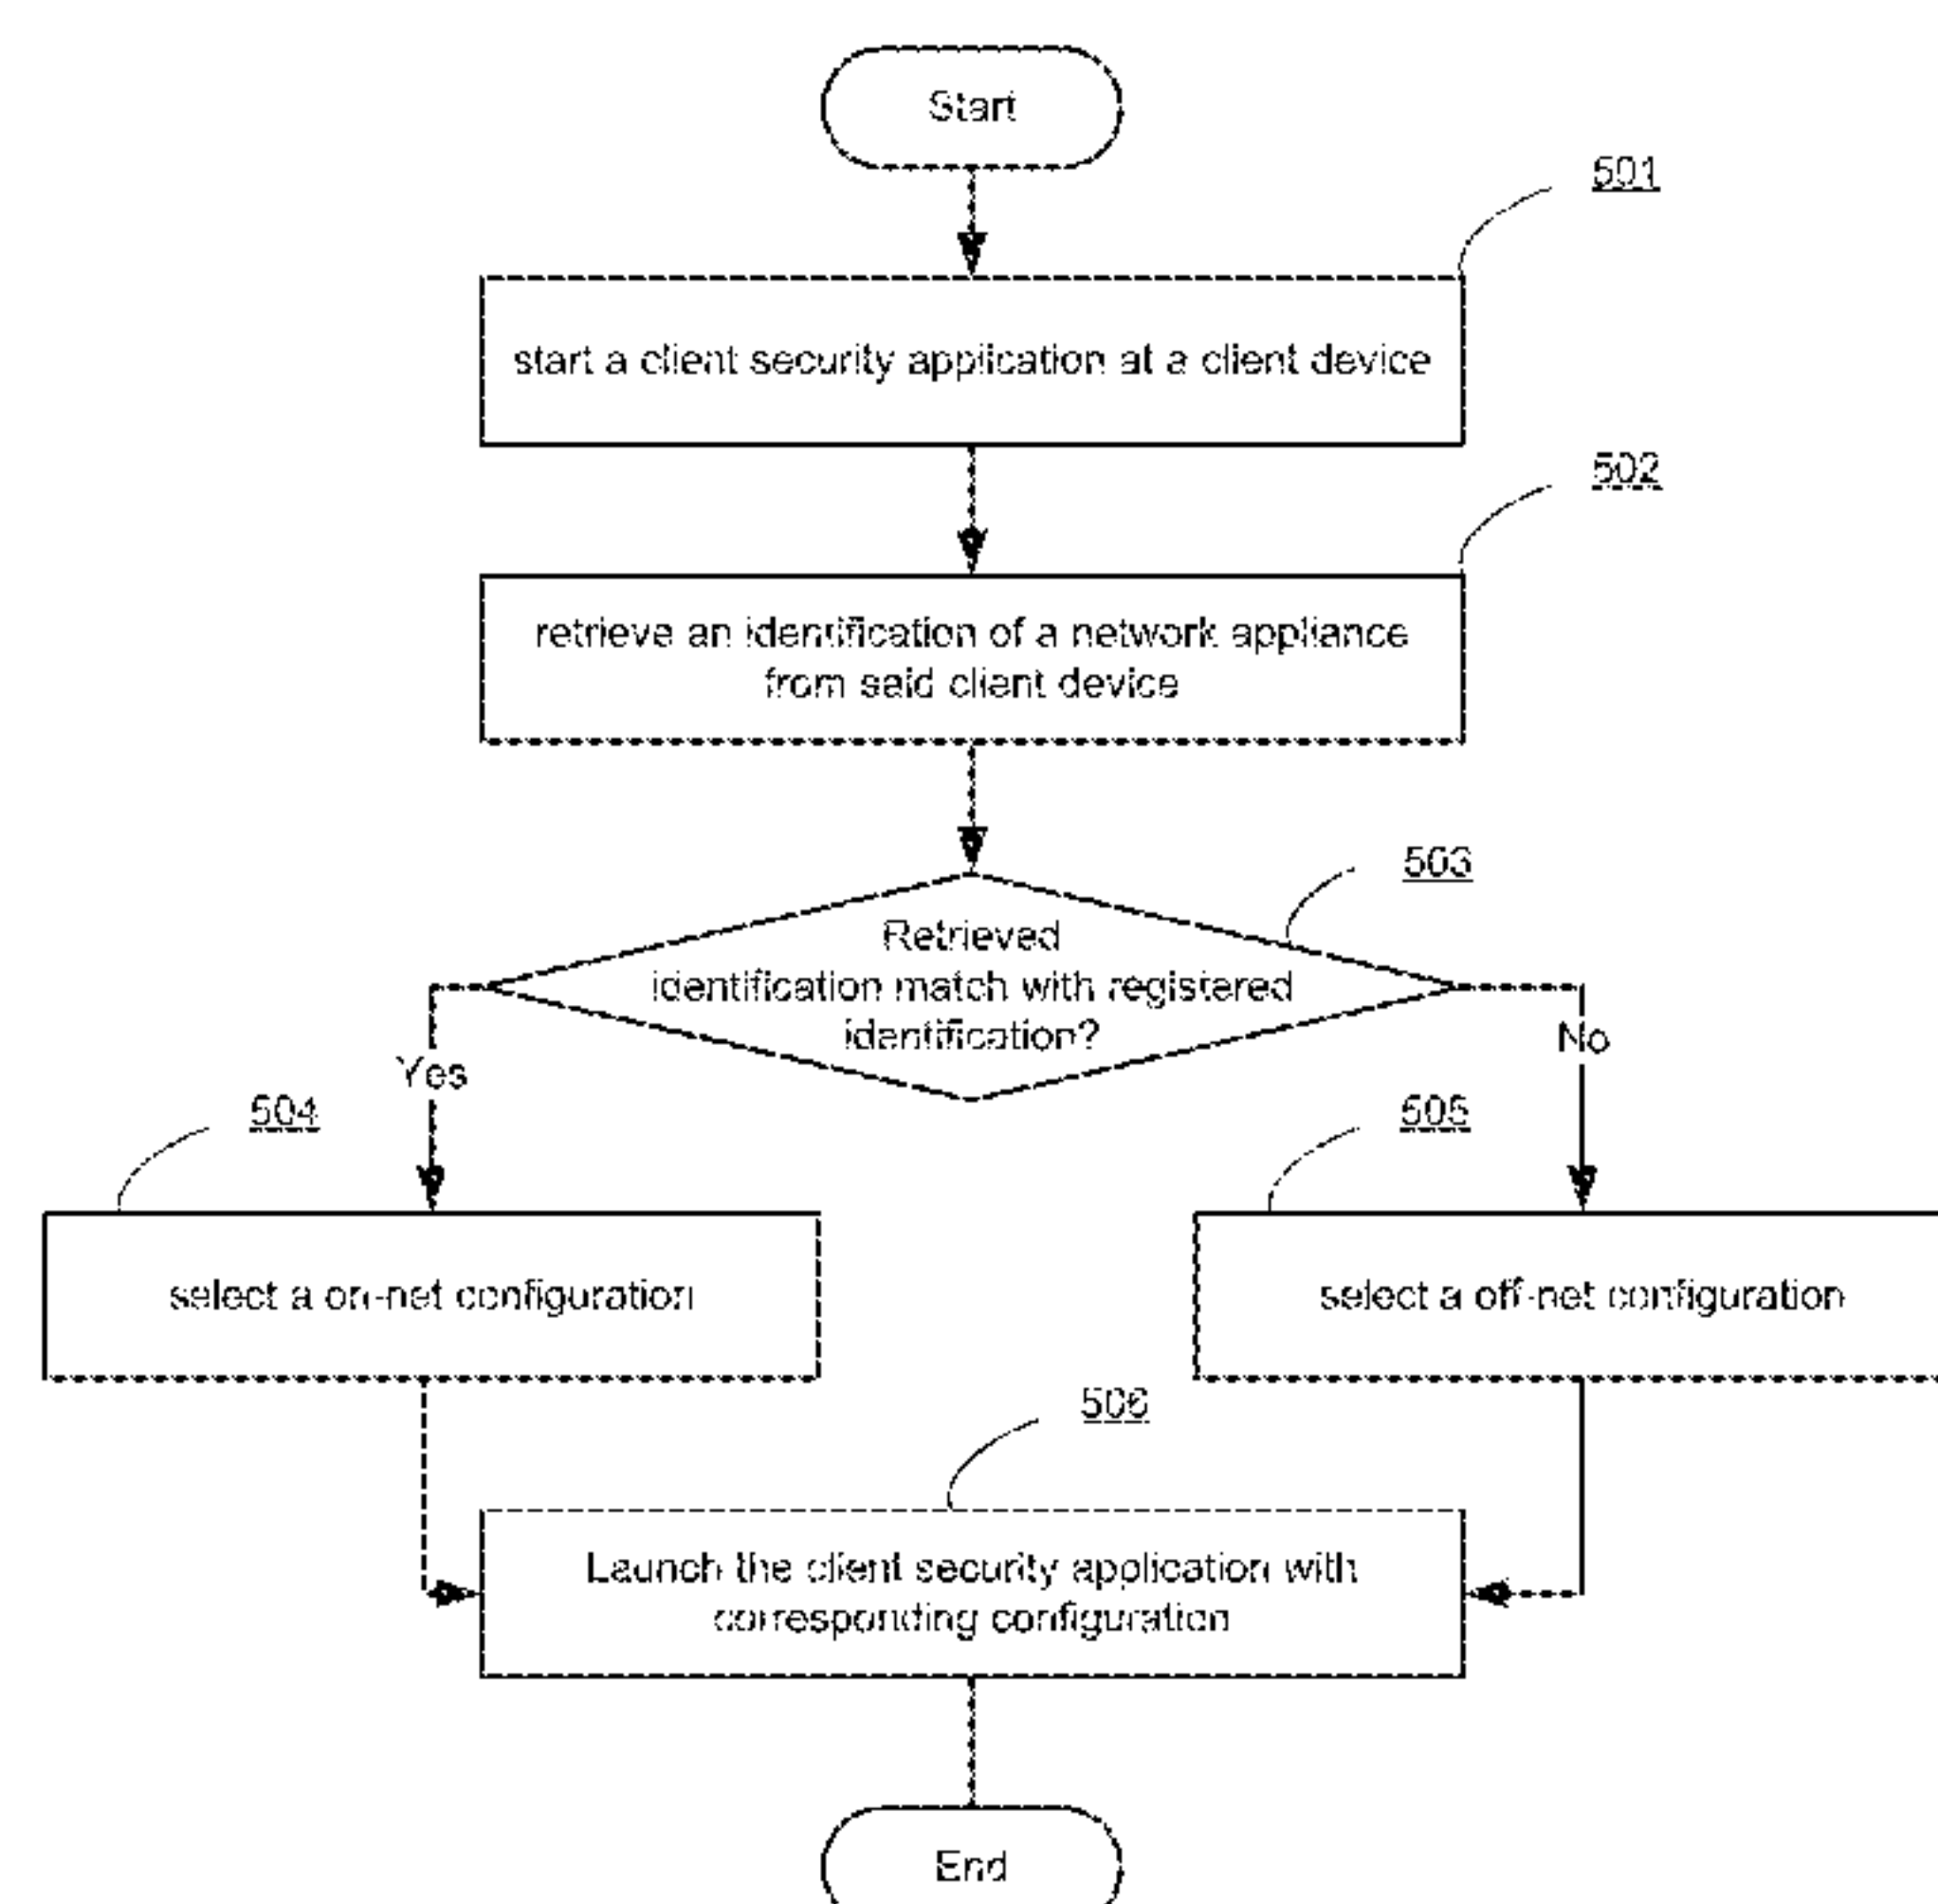 Start
501
start a client security application at a client device
502
retrieve an identification of a network appliance
from said client device
503
Retrieved
identification match with registered
identification?
Yes
No
504
505
select a on-net configuration
select a off-net configuration
506
Launch the client security application with
corresponding configuration
End